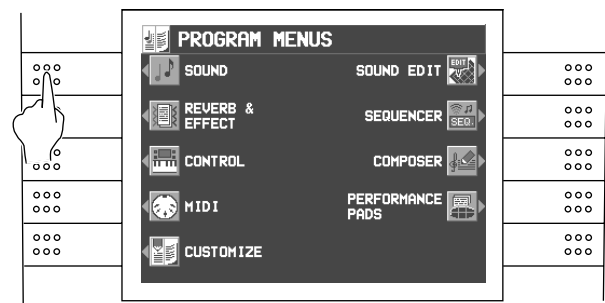 PROGRAM MENUS
SOUND
REVERB &
EFFECT
CONTROL
MIDI
CUSTOMIZE
SOUND EDIT
EDIT
SEQUENCER
SEQ.
COMPOSER
PERFORMANCE
PADS